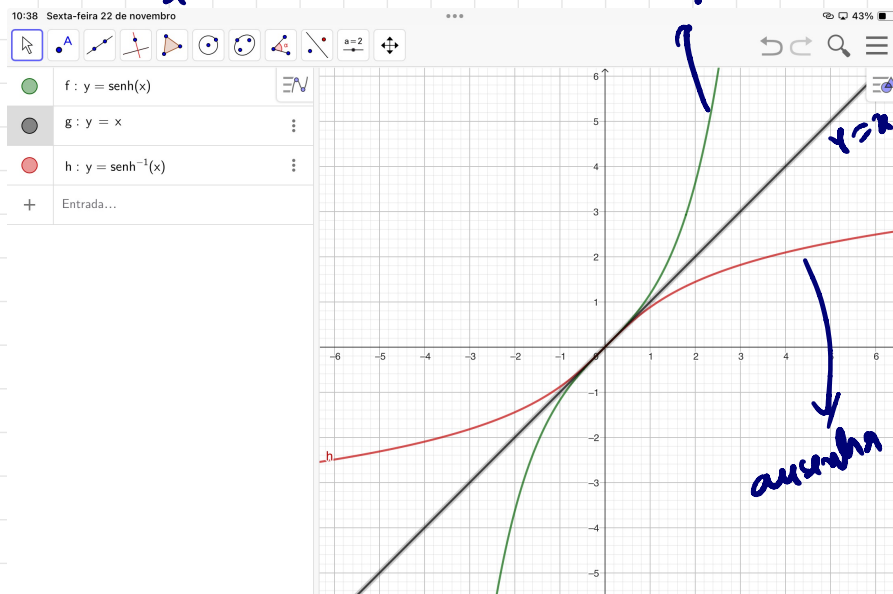 10:38 Sexta-feira 22 de novembro
43%
A
α
a=2
f : y = senh(x)
g : y = x
h : y = senh⁻¹(x)
Entrada…
6
5
4
3
2
1
−6 −5 −4 −3 −2 −1 0 1 2 3 4 6
−1
−2
−3
−4
−5
h